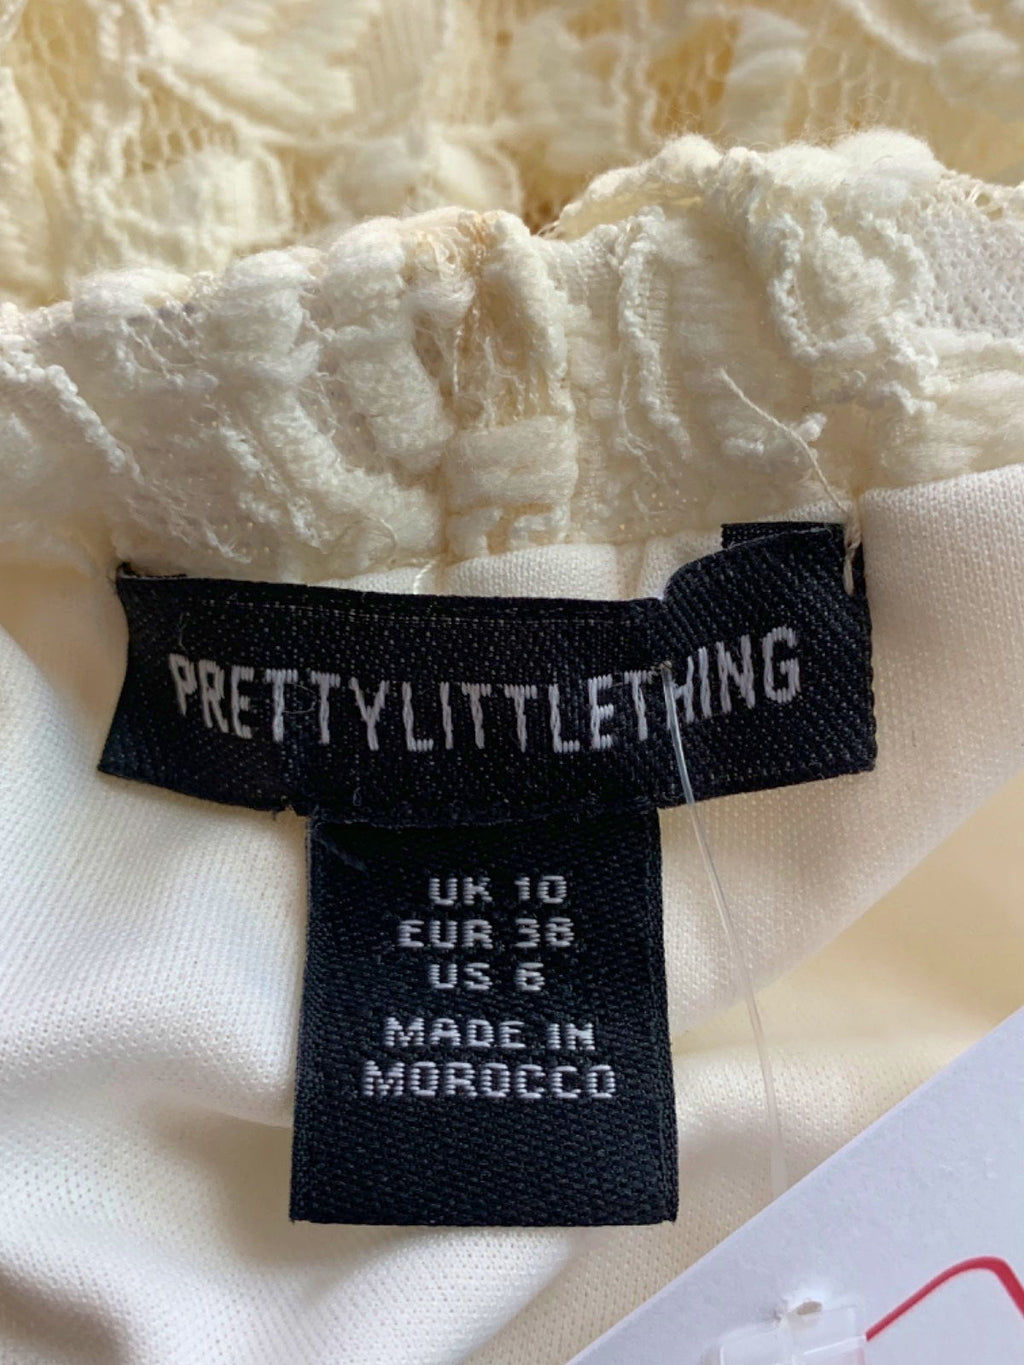 PRETTYLITTLETHING
UK 10
EUR 38
US 6
MADE IN
MOROCCO